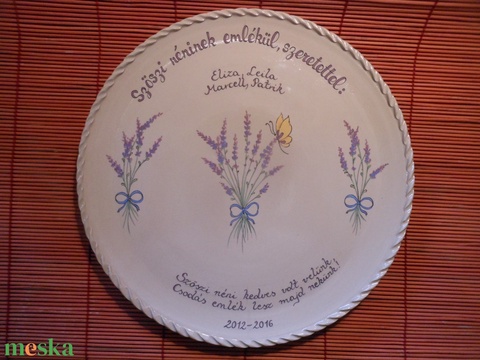 Szöszi néninek emlékül, szeretettel:
Eliza, Leila
Marcell, Patrik
Szöszi néni kedves volt velünk,
Csodás emlék lesz majd nekünk!
2012-2016
meska